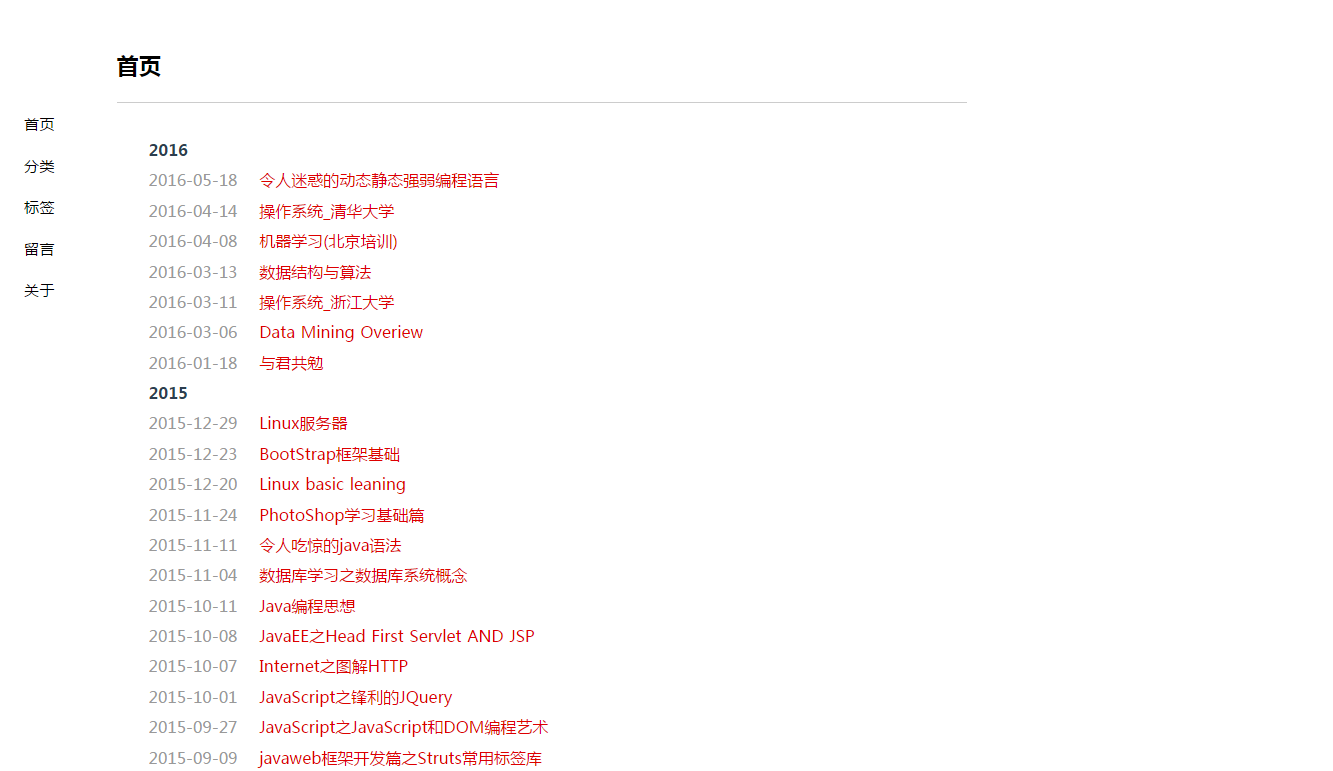 首页
首页
分类
标签
留言
关于
2016
2016-05-18 令人迷惑的动态静态强弱编程语言
2016-04-14 操作系统_清华大学
2016-04-08 机器学习(北京培训)
2016-03-13 数据结构与算法
2016-03-11 操作系统_浙江大学
2016-03-06 Data Mining Overiew
2016-01-18 与君共勉
2015
2015-12-29 Linux服务器
2015-12-23 BootStrap框架基础
2015-12-20 Linux basic leaning
2015-11-24 PhotoShop学习基础篇
2015-11-11 令人吃惊的java语法
2015-11-04 数据库学习之数据库系统概念
2015-10-11 Java编程思想
2015-10-08 JavaEE之Head First Servlet AND JSP
2015-10-07 Internet之图解HTTP
2015-10-01 JavaScript之锋利的JQuery
2015-09-27 JavaScript之JavaScript和DOM编程艺术
2015-09-09 javaweb框架开发篇之Struts常用标签库